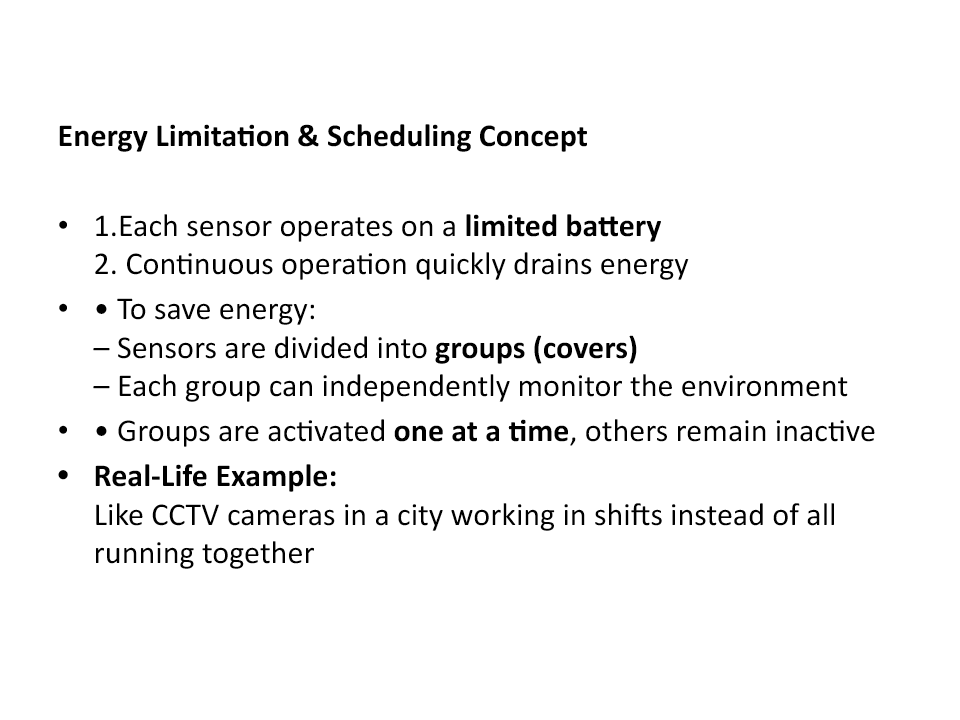 Energy Limitation & Scheduling Concept
• 1.Each sensor operates on a limited battery
2. Continuous operation quickly drains energy
• • To save energy:
– Sensors are divided into groups (covers)
– Each group can independently monitor the environment
• • Groups are activated one at a time, others remain inactive
• Real-Life Example:
Like CCTV cameras in a city working in shifts instead of all
running together